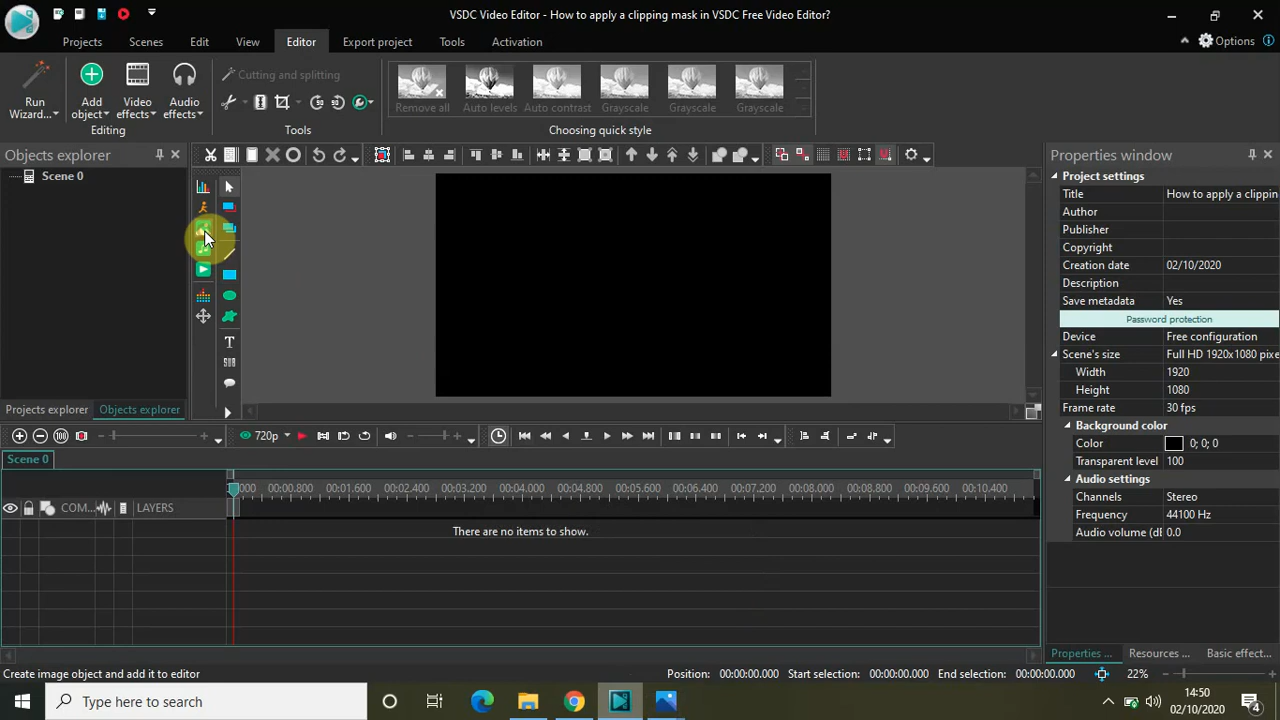 VSDC Video Editor - How to apply a clipping mask in VSDC Free Video Editor?
Projects Scenes Edit View Editor Export project Tools Activation Options
Run Wizard...
Add object
Video effects
Audio effects
Editing
Cutting and splitting
Tools
Remove all Auto levels Auto contrast Grayscale Grayscale Grayscale
Choosing quick style
Objects explorer
Scene 0
Projects explorer Objects explorer
Properties window
Project settings
Title How to apply a clippin
Author
Publisher
Copyright
Creation date 02/10/2020
Description
Save metadata Yes
Password protection
Device Free configuration
Scene's size Full HD 1920x1080 pixe
Width 1920
Height 1080
Frame rate 30 fps
Background color
Color 0; 0; 0
Transparent level 100
Audio settings
Channels Stereo
Frequency 44100 Hz
Audio volume (dE 0.0
720p
Scene 0
000 00:00.800 00:01.600 00:02.400 00:03.200 00:04.000 00:04.800 00:05.600 00:06.400 00:07.200 00:08.000 00:08.800 00:09.600 00:10.400
COM... LAYERS
There are no items to show.
Properties ... Resources ... Basic effect...
Create image object and add it to editor
Position: 00:00:00.000 Start selection: 00:00:00.000 End selection: 00:00:00.000 22%
Type here to search
14:50
02/10/2020
4